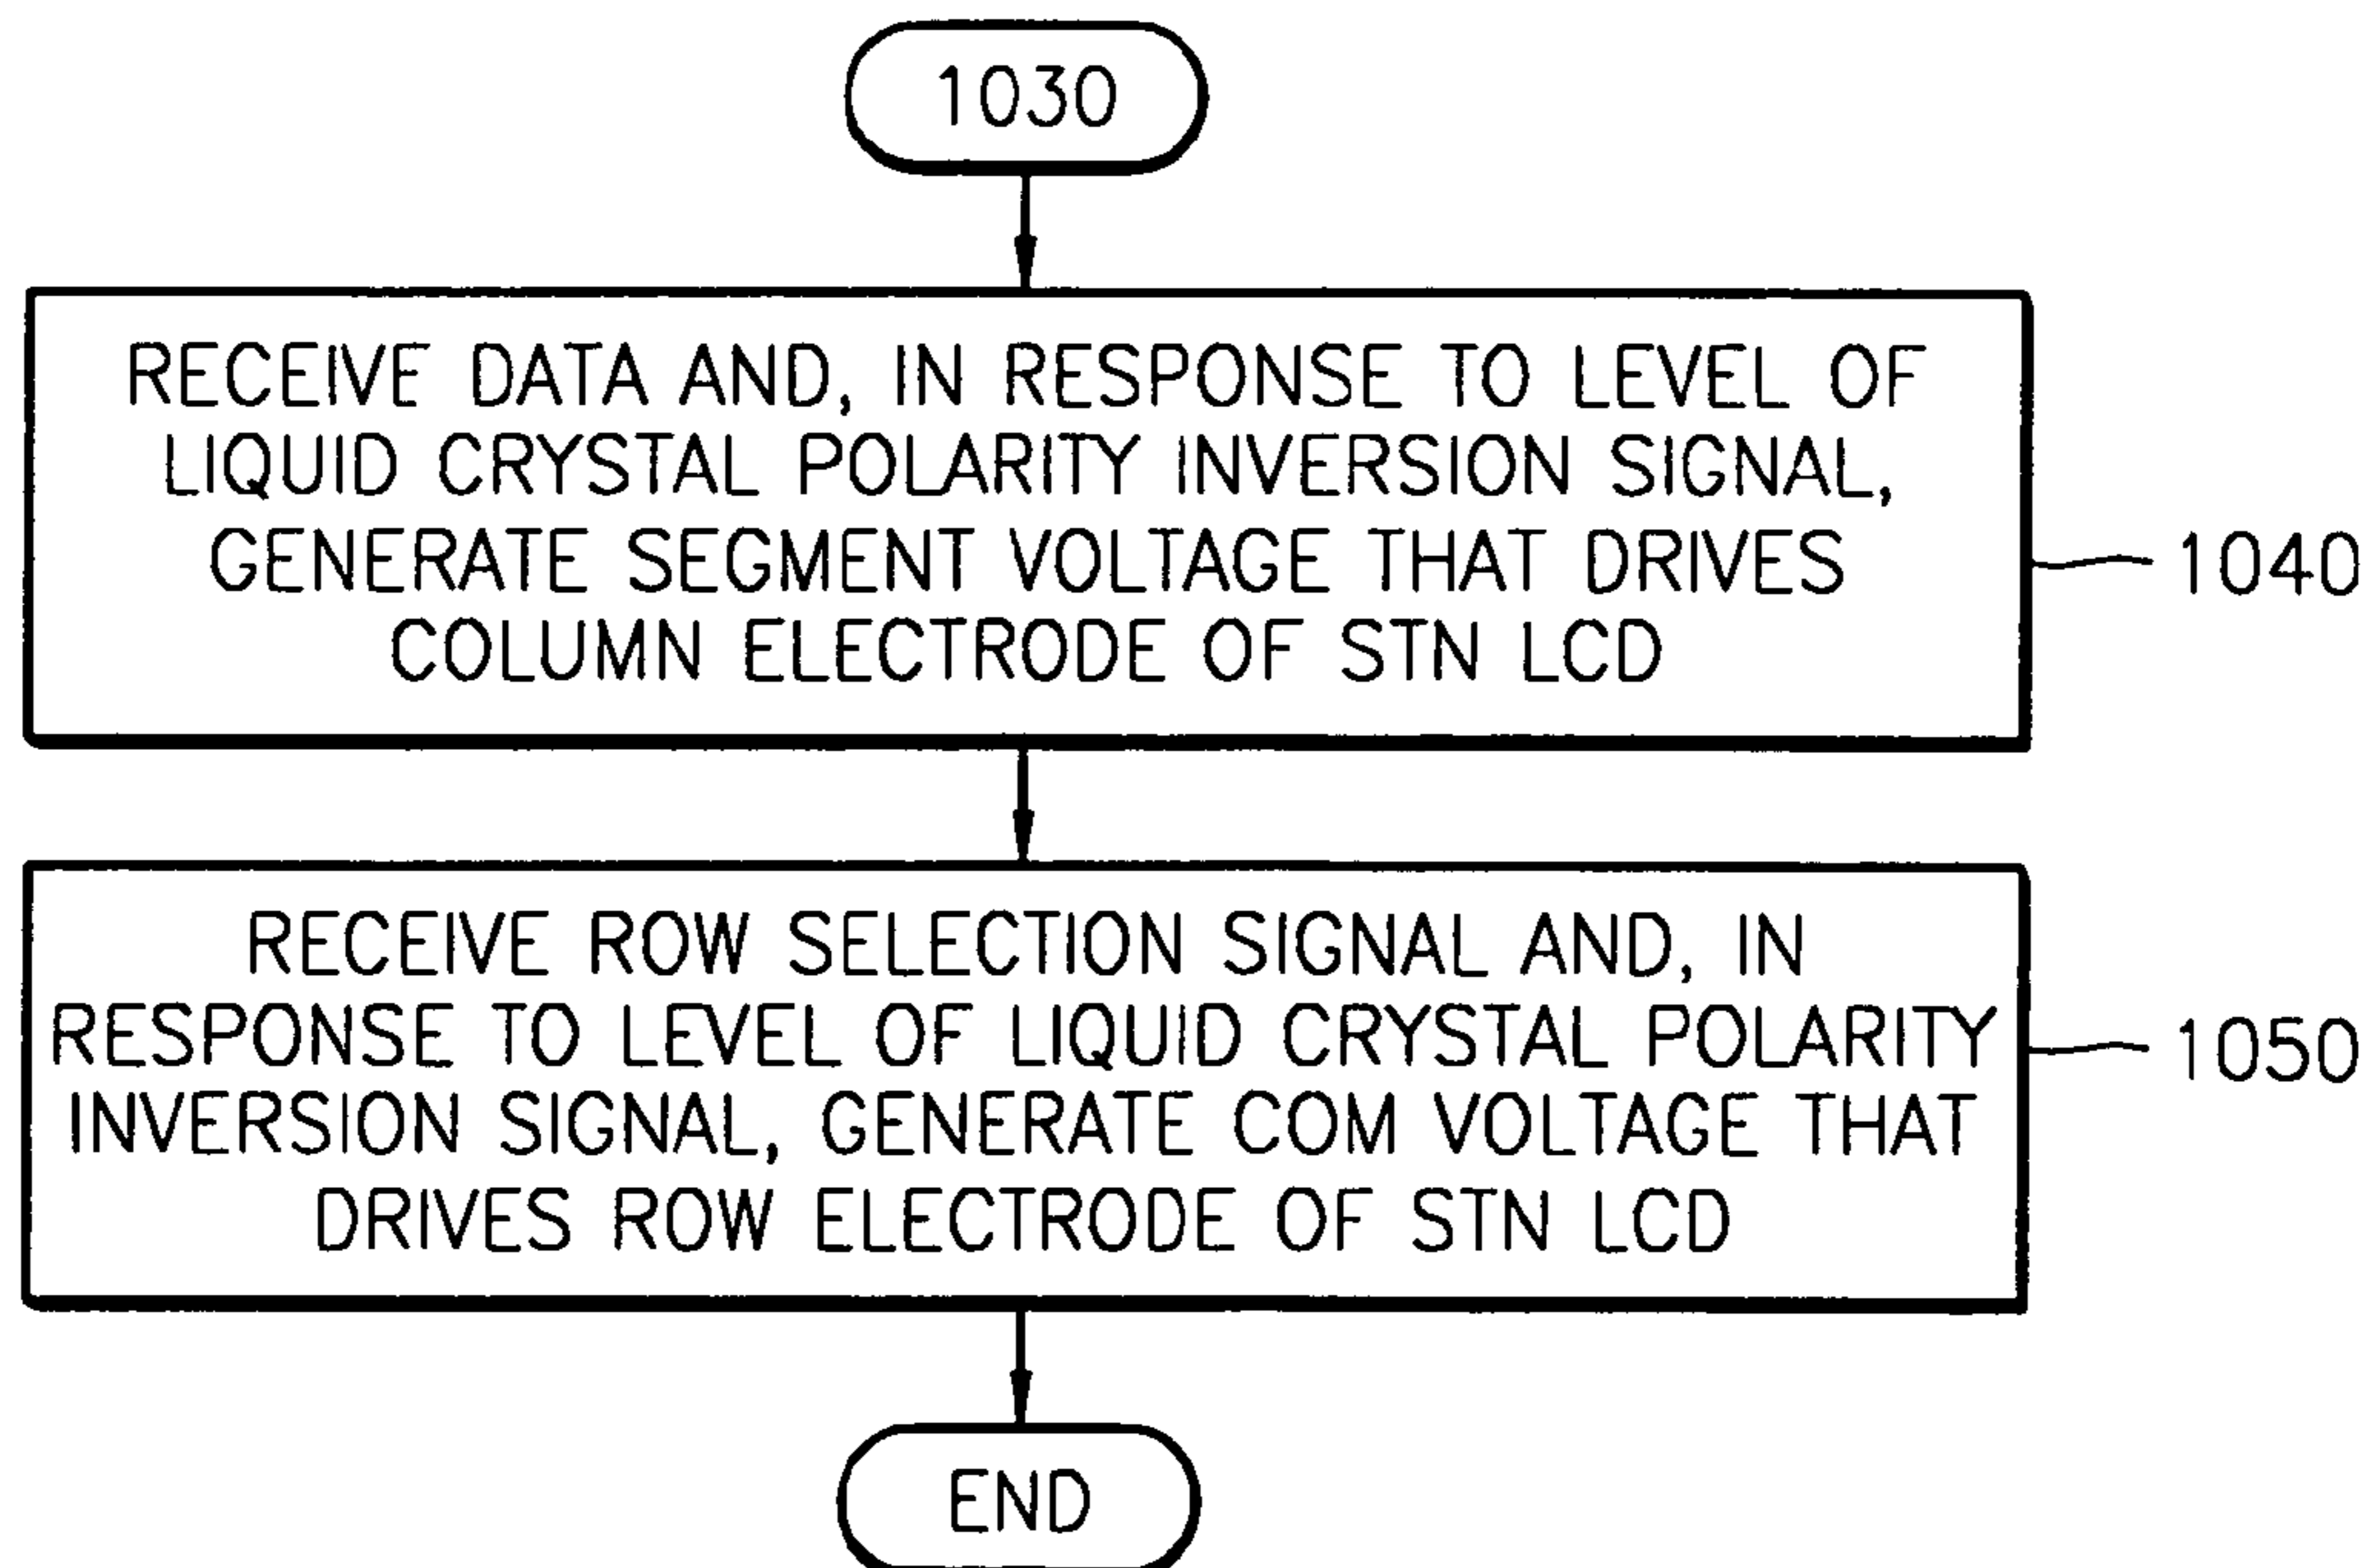 1030
RECEIVE DATA AND, IN RESPONSE TO LEVEL OF
LIQUID CRYSTAL POLARITY INVERSION SIGNAL,
GENERATE SEGMENT VOLTAGE THAT DRIVES
COLUMN ELECTRODE OF STN LCD
1040
RECEIVE ROW SELECTION SIGNAL AND, IN
RESPONSE TO LEVEL OF LIQUID CRYSTAL POLARITY
INVERSION SIGNAL, GENERATE COM VOLTAGE THAT
DRIVES ROW ELECTRODE OF STN LCD
1050
END